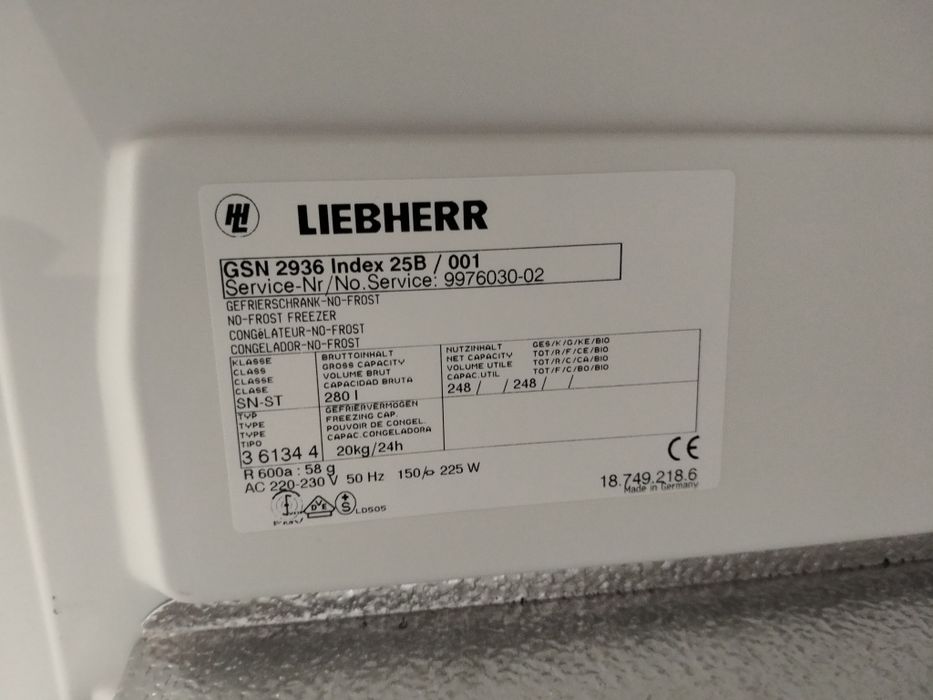 LIEBHERR
GSN 2936 Index 25B / 001
Service-Nr/No.Service: 9976030-02
GEFRIERSCHRANK-NO-FROST
NO-FROST FREEZER
CONGéLATEUR-NO-FROST
CONGELADOR-NO-FROST
KLASSE
CLASS
CLASSE
CLASE
SN-ST
BRUTTOINHALT
GROSS CAPACITY
VOLUME BRUT
CAPACIDAD BRUTA
280 l
NUTZINHALT GES/K/G/KE/BIO
NET CAPACITY TOT/R/F/CE/BIO
VOLUME UTILE TOT/R/C/CA/BIO
CAPAC.UTIL TOT/F/C/BO/BIO
248 / / 248 / /
TYP
TYPE
TYPE
TIPO
3 6134 4
GEFRIERVERMÖGEN
FREEZING CAP.
POUVOIR DE CONGEL.
CAPAC.CONGELADORA
20kg/24h
R 600a : 58 g
AC 220-230 V 50 Hz 150/ 225 W
CE
18.749.218.6
Made in Germany
DVE
S
LD505